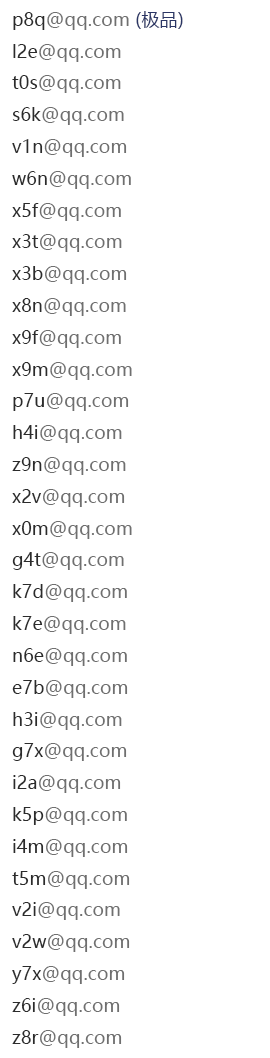 p8q@qq.com (极品)
l2e@qq.com
t0s@qq.com
s6k@qq.com
v1n@qq.com
w6n@qq.com
x5f@qq.com
x3t@qq.com
x3b@qq.com
x8n@qq.com
x9f@qq.com
x9m@qq.com
p7u@qq.com
h4i@qq.com
z9n@qq.com
x2v@qq.com
x0m@qq.com
g4t@qq.com
k7d@qq.com
k7e@qq.com
n6e@qq.com
e7b@qq.com
h3i@qq.com
g7x@qq.com
i2a@qq.com
k5p@qq.com
i4m@qq.com
t5m@qq.com
v2i@qq.com
v2w@qq.com
y7x@qq.com
z6i@qq.com
z8r@qq.com